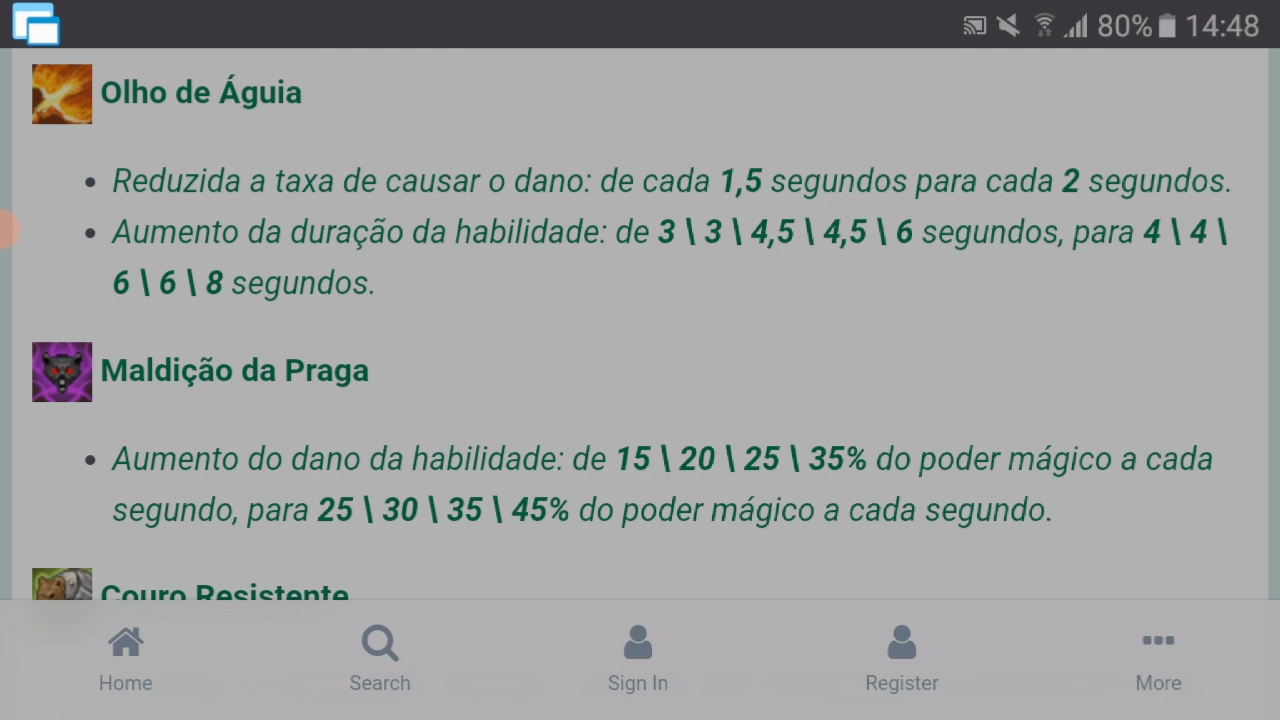 80% 14:48
Olho de Águia
• Reduzida a taxa de causar o dano: de cada 1,5 segundos para cada 2 segundos.
• Aumento da duração da habilidade: de 3 \ 3 \ 4,5 \ 4,5 \ 6 segundos, para 4 \ 4 \
6 \ 6 \ 8 segundos.
Maldição da Praga
• Aumento do dano da habilidade: de 15 \ 20 \ 25 \ 35% do poder mágico a cada
segundo, para 25 \ 30 \ 35 \ 45% do poder mágico a cada segundo.
Couro Resistente
Home Search Sign In Register More